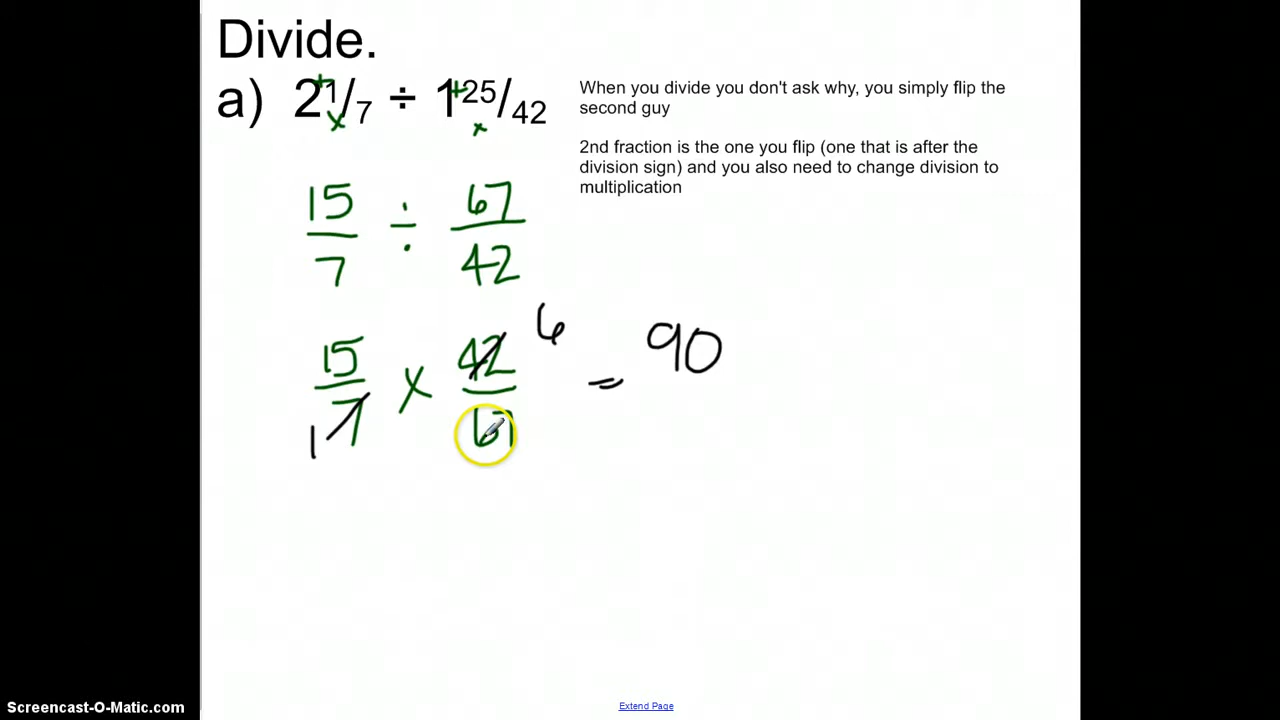 Divide.
a) 2 1/7 ÷ 1 25/42
+ +
x x
When you divide you don't ask why, you simply flip the
second guy
2nd fraction is the one you flip (one that is after the
division sign) and you also need to change division to
multiplication
15/7 ÷ 67/42
15/7 x 42/67 = 90
1 6
Screencast-O-Matic.com
Extend Page